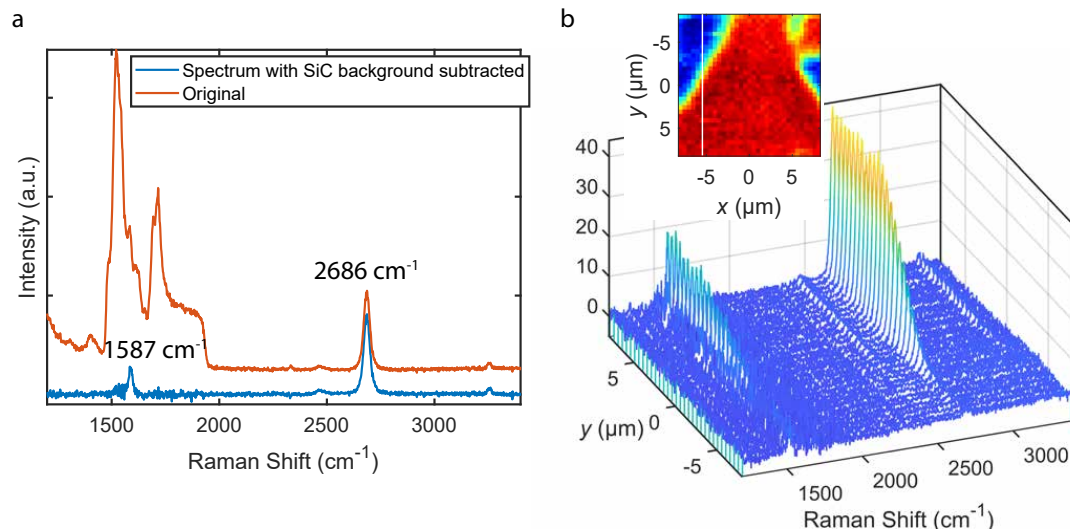 a
Spectrum with SiC background subtracted
Original
1587 cm-1
2686 cm-1
Intensity (a.u.)
1500
2000
2500
3000
Raman Shift (cm-1)
b
-5
0
5
y (µm)
-5
0
5
x (µm)
40
30
20
10
0
5
0
-5
y (µm)
1500
2000
2500
3000
Raman Shift (cm-1)